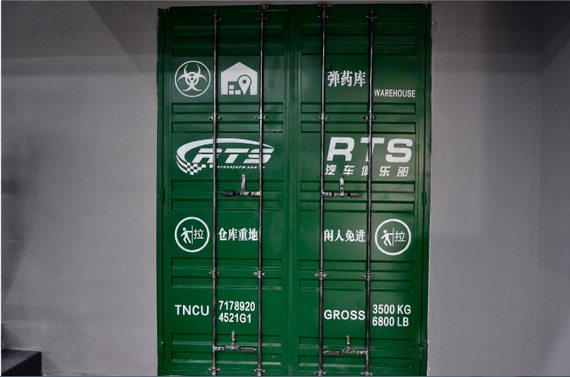 弹药库
WAREHOUSE
RTS
RTS
汽车俱乐部
拉
仓库重地
闲人免进
拉
TNCU
7178920
4521G1
GROSS
3500 KG
6800 LB